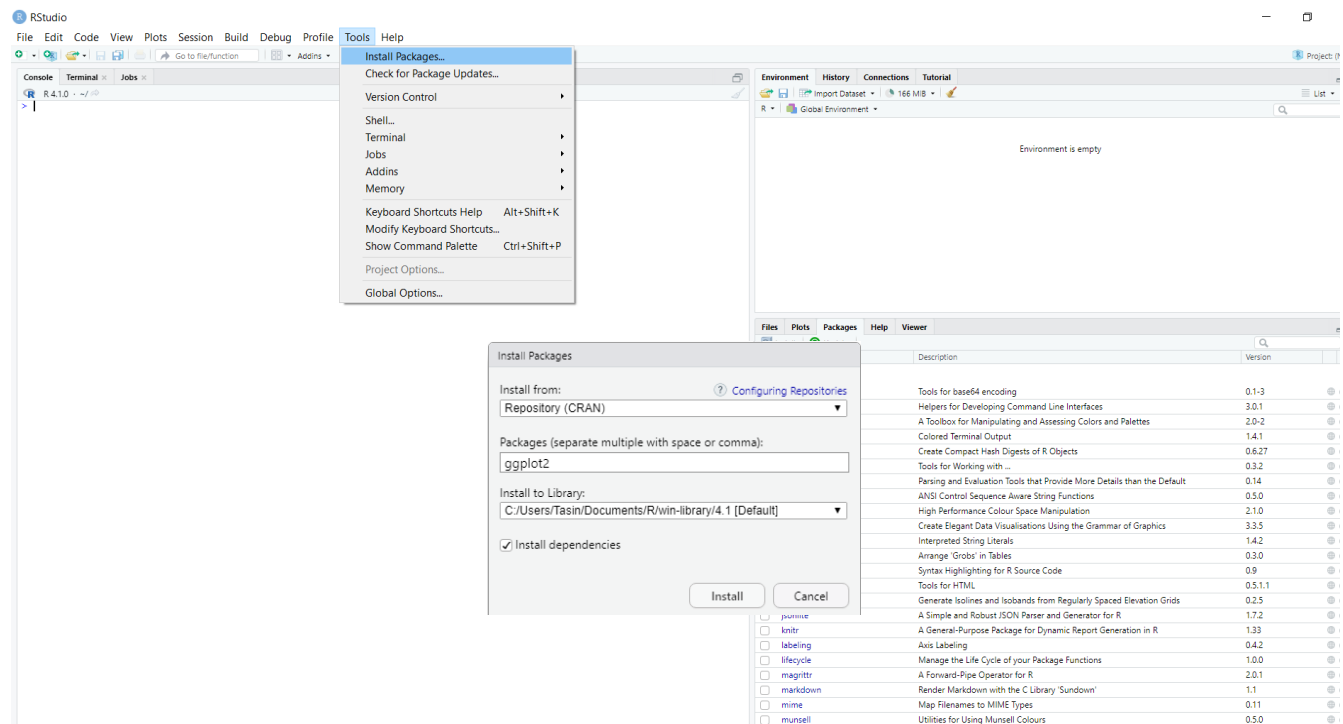 RStudio
File Edit Code View Plots Session Build Debug Profile Tools Help
Go to file/function Addins
Install Packages...
Check for Package Updates...
Version Control
Shell...
Terminal
Jobs
Addins
Memory
Keyboard Shortcuts Help Alt+Shift+K
Modify Keyboard Shortcuts...
Show Command Palette Ctrl+Shift+P
Project Options...
Global Options...
Console Terminal Jobs
R 4.1.0 · ~/
>
Project: (
Environment History Connections Tutorial
Import Dataset 166 MiB List
R Global Environment
Environment is empty
Files Plots Packages Help Viewer
Description Version
Tools for base64 encoding 0.1-3
Helpers for Developing Command Line Interfaces 3.0.1
A Toolbox for Manipulating and Assessing Colors and Palettes 2.0-2
Colored Terminal Output 1.4.1
Create Compact Hash Digests of R Objects 0.6.27
Tools for Working with ... 0.3.2
Parsing and Evaluation Tools that Provide More Details than the Default 0.14
ANSI Control Sequence Aware String Functions 0.5.0
High Performance Colour Space Manipulation 2.1.0
Create Elegant Data Visualisations Using the Grammar of Graphics 3.3.5
Interpreted String Literals 1.4.2
Arrange 'Grobs' in Tables 0.3.0
Syntax Highlighting for R Source Code 0.9
Tools for HTML 0.5.1.1
Generate Isolines and Isobands from Regularly Spaced Elevation Grids 0.2.5
jsonlite A Simple and Robust JSON Parser and Generator for R 1.7.2
knitr A General-Purpose Package for Dynamic Report Generation in R 1.33
labeling Axis Labeling 0.4.2
lifecycle Manage the Life Cycle of your Package Functions 1.0.0
magrittr A Forward-Pipe Operator for R 2.0.1
markdown Render Markdown with the C Library 'Sundown' 1.1
mime Map Filenames to MIME Types 0.11
munsell Utilities for Using Munsell Colours 0.5.0
Install Packages
Install from: ? Configuring Repositories
Repository (CRAN)
Packages (separate multiple with space or comma):
ggplot2
Install to Library:
C:/Users/Tasin/Documents/R/win-library/4.1 [Default]
Install dependencies
Install Cancel